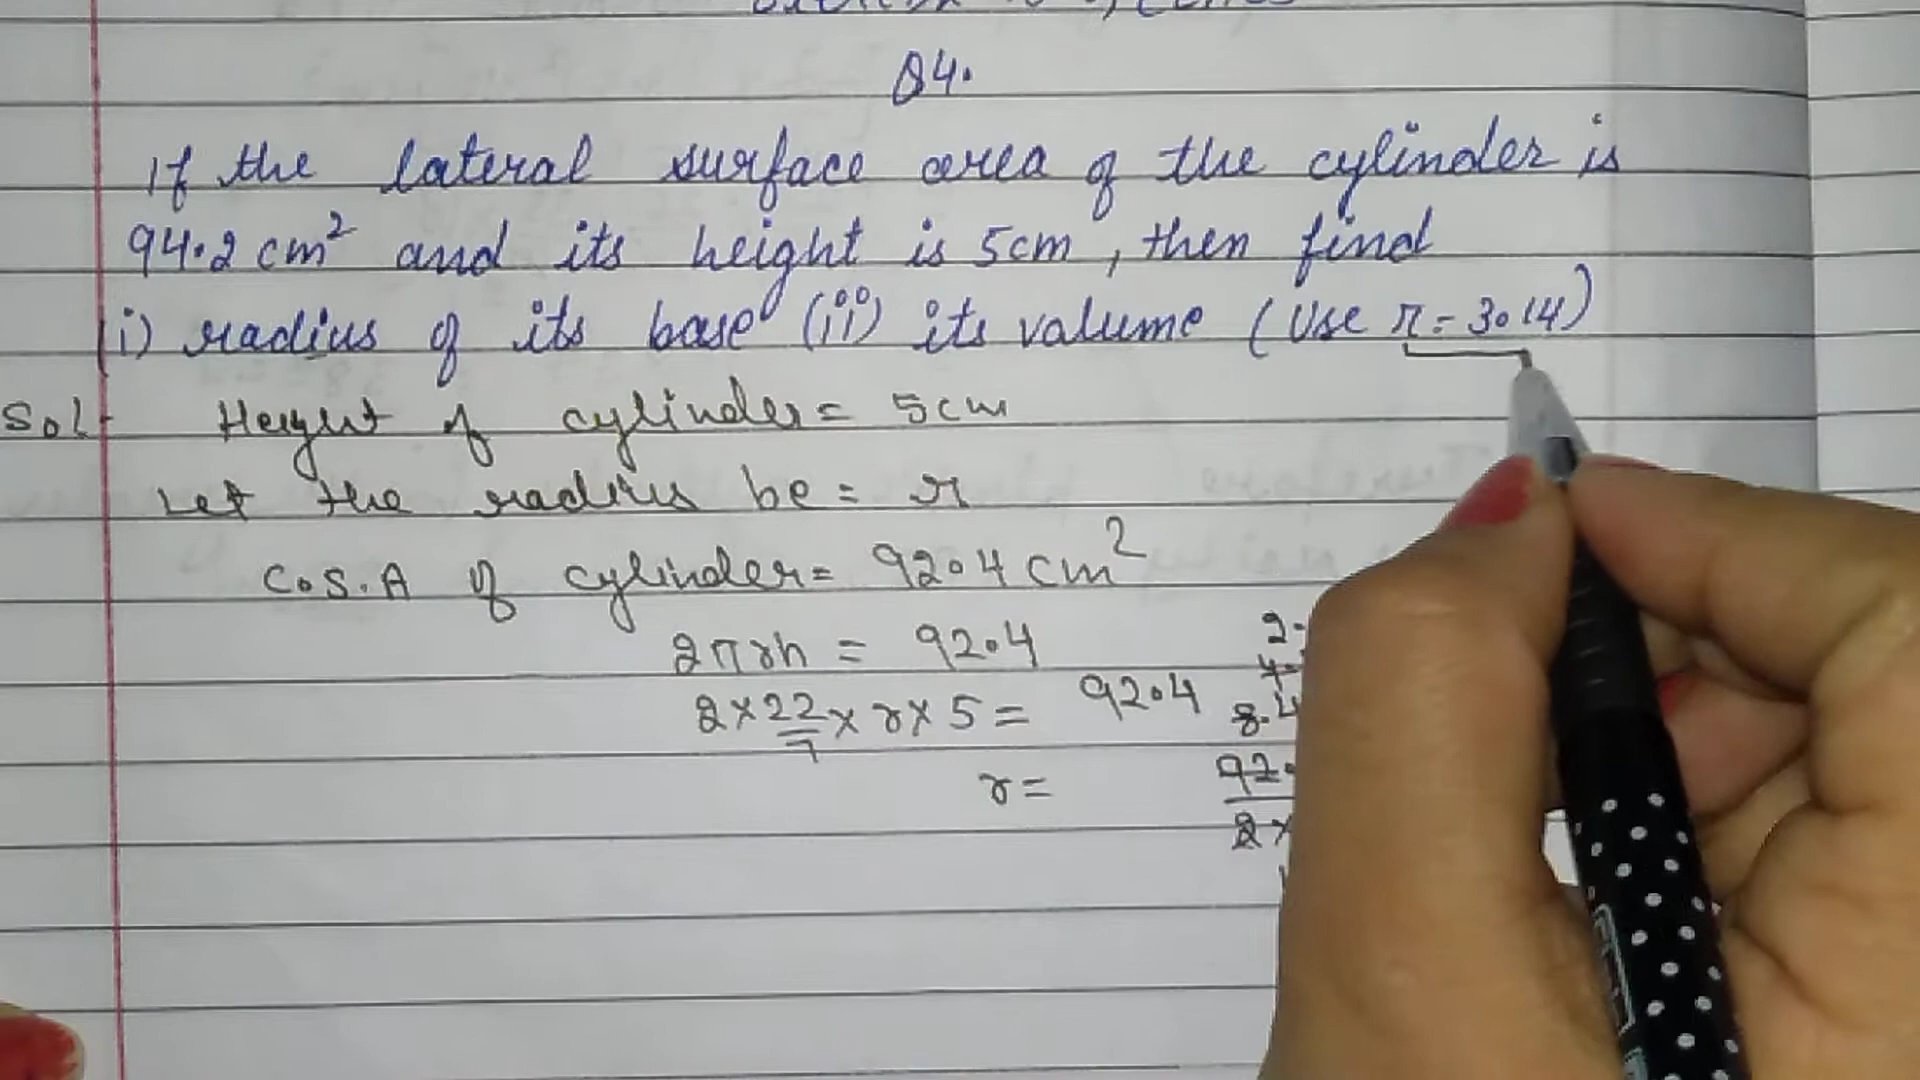 Q4.
If the lateral surface area of the cylinder is
94.2 cm² and its height is 5cm, then find
(i) radius of its base (ii) its valume (Use π = 3.14)
Sol- Heyght of cylinder = 5cm
Let the radius be = r
C.S.A of cylinder = 92.4 cm²
2πrh = 92.4
2 × 22/7 × r × 5 = 92.4
r =